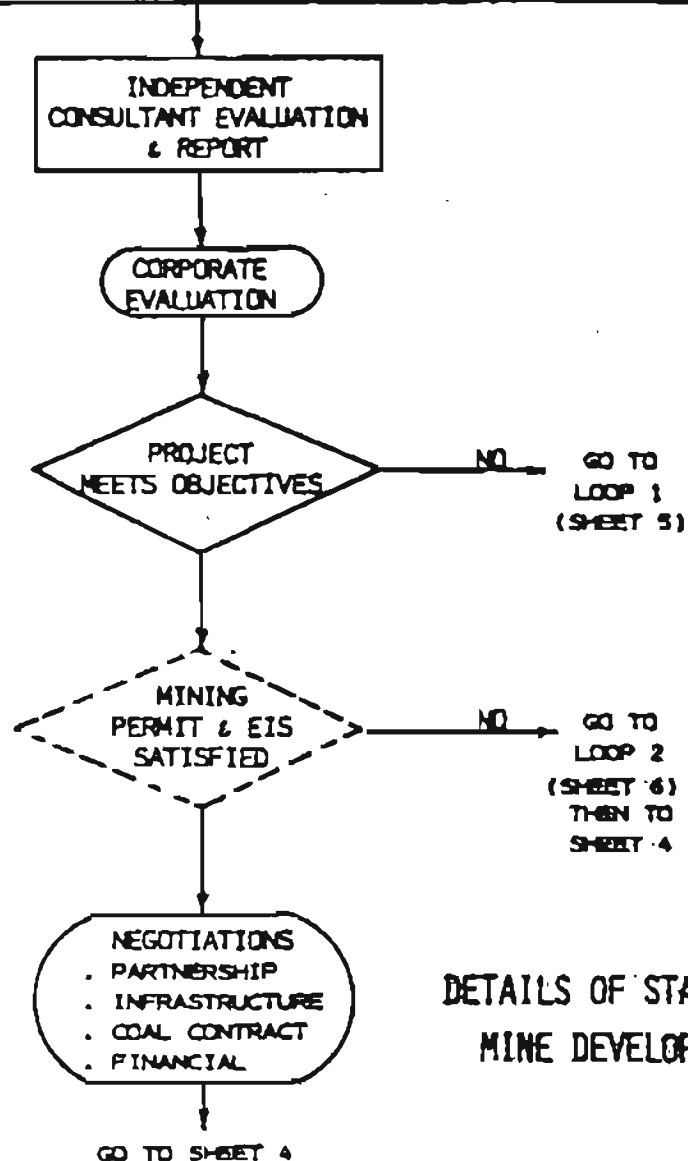 INDEPENDENT
CONSULTANT EVALUATION
& REPORT
CORPORATE
EVALUATION
PROJECT
MEETS OBJECTIVES
NO
GO TO
LOOP 1
(SHEET 5)
MINING
PERMIT & EIS
SATISFIED
NO
GO TO
LOOP 2
(SHEET 6)
THEN TO
SHEET 4
NEGOTIATIONS
. PARTNERSHIP
. INFRASTRUCTURE
. COAL CONTRACT
. FINANCIAL
DETAILS OF STA
MINE DEVELOP
GO TO SHEET 4